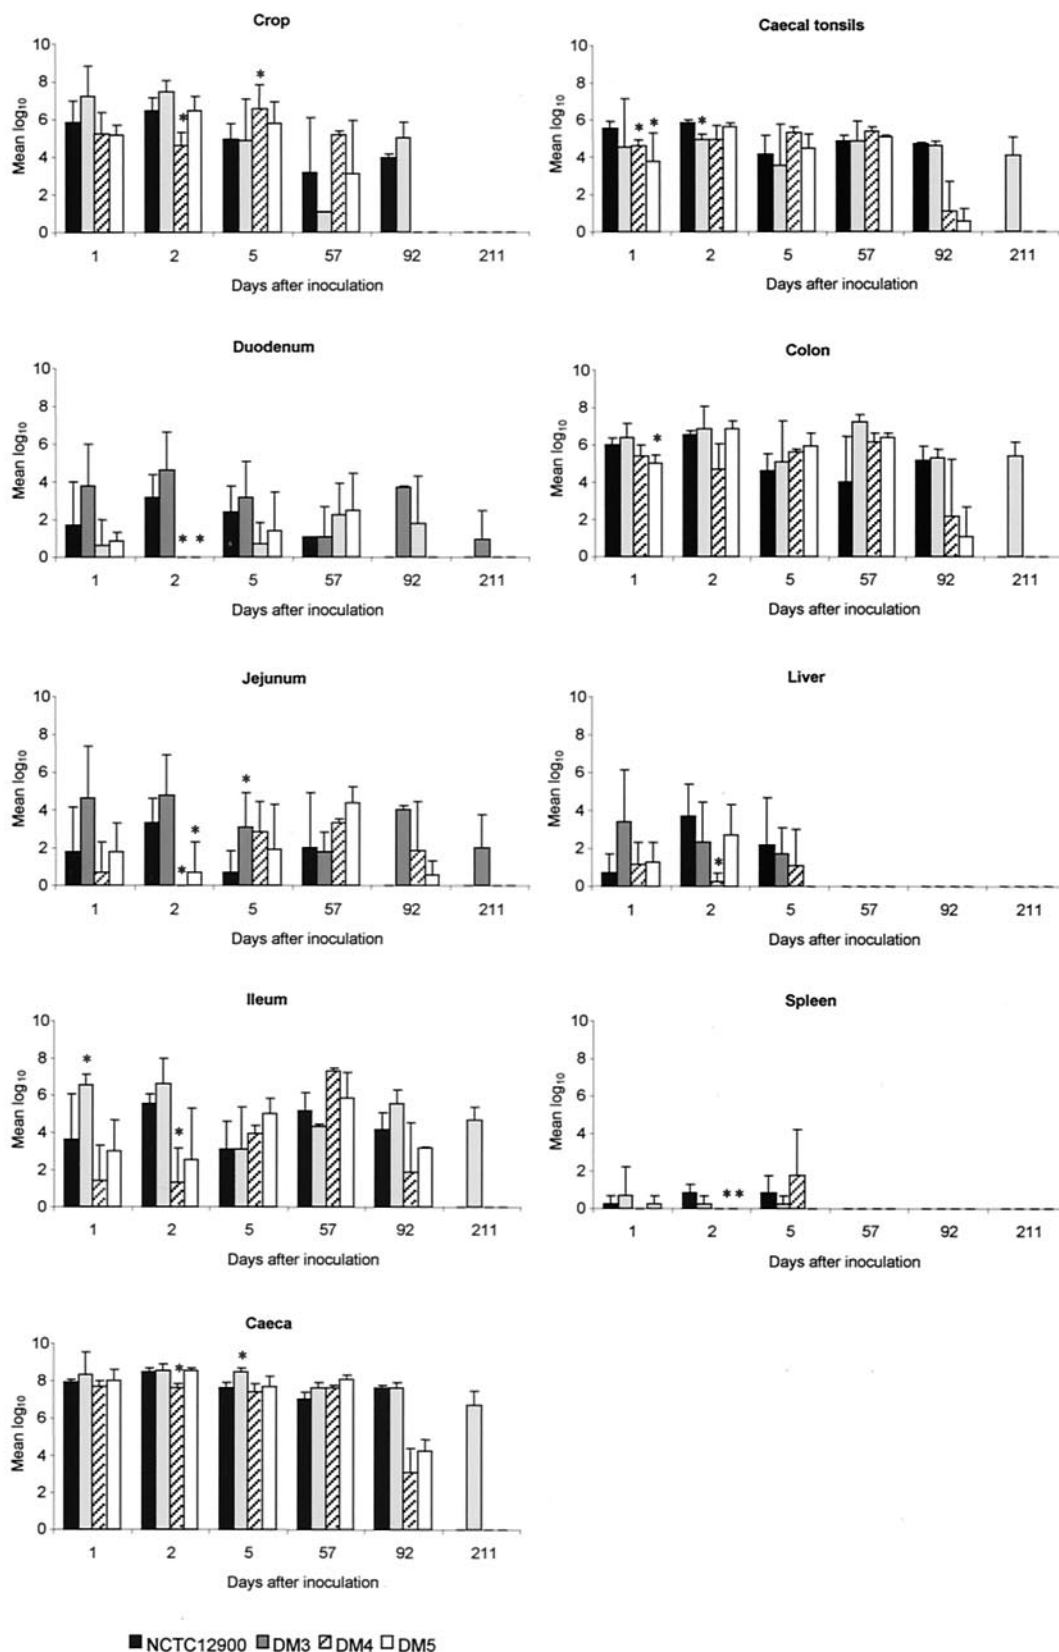 Crop
Mean log10
10
8
6
4
2
0
*
*
1 2 5 57 92 211
Days after inoculation
Caecal tonsils
Mean log10
10
8
6
4
2
0
* * *
1 2 5 57 92 211
Days after inoculation
Duodenum
Mean log10
10
8
6
4
2
0
* *
1 2 5 57 92 211
Days after inoculation
Colon
Mean log10
10
8
6
4
2
0
*
1 2 5 57 92 211
Days after inoculation
Jejunum
Mean log10
10
8
6
4
2
0
* * *
1 2 5 57 92 211
Days after inoculation
Liver
Mean log10
10
8
6
4
2
0
*
1 2 5 57 92 211
Days after inoculation
Ileum
Mean log10
10
8
6
4
2
0
* *
1 2 5 57 92 211
Days after inoculation
Spleen
Mean log10
10
8
6
4
2
0
**
1 2 5 57 92 211
Days after inoculation
Caeca
Mean log10
10
8
6
4
2
0
* *
1 2 5 57 92 211
Days after inoculation
NCTC12900 DM3 DM4 DM5